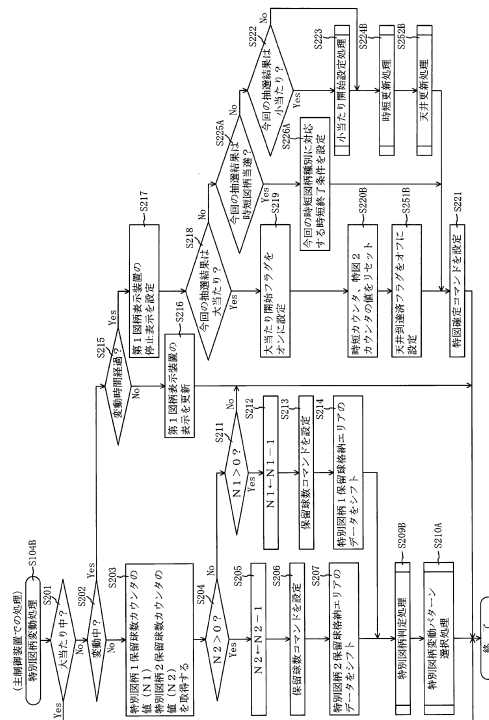 (主制御装置での処理)
特別図柄変動処理
S104B
S201
大当たり中?
Yes
No
S202
変動中?
Yes
No
S203
特別図柄1保留球数カウンタの
値(N1)
特別図柄2保留球数カウンタの
値(N2)
を取得する
S204
N2>0?
No
Yes
S205
N2←N2-1
S206
保留球数コマンドを設定
S207
特別図柄2保留球格納エリアの
データをシフト
S211
N1>0?
No
Yes
S212
N1←N1-1
S213
保留球数コマンドを設定
S214
特別図柄1保留球格納エリアの
データをシフト
S209B
特別図柄判定処理
S210A
特別図柄変動パターン
選択処理
終了
S215
変動時間経過?
Yes
No
S216
第1図柄表示装置の
表示を更新
S217
第1図柄表示装置の
停止表示を設定
S218
今回の抽選結果は
大当たり?
No
Yes
S219
大当たり開始フラグを
オンに設定
S220B
時短カウンタ、特図2
カウンタの値をリセット
S251B
天井到達済フラグをオフに
設定
S221
特図確定コマンドを設定
S225A
今回の抽選結果は
時短図柄当選?
No
Yes
S226A
今回の時短図柄種別に対応
する時短終了条件を設定
S222
今回の抽選結果は
小当たり?
No
Yes
S223
小当たり開始設定処理
S224B
時短更新処理
S252B
天井更新処理